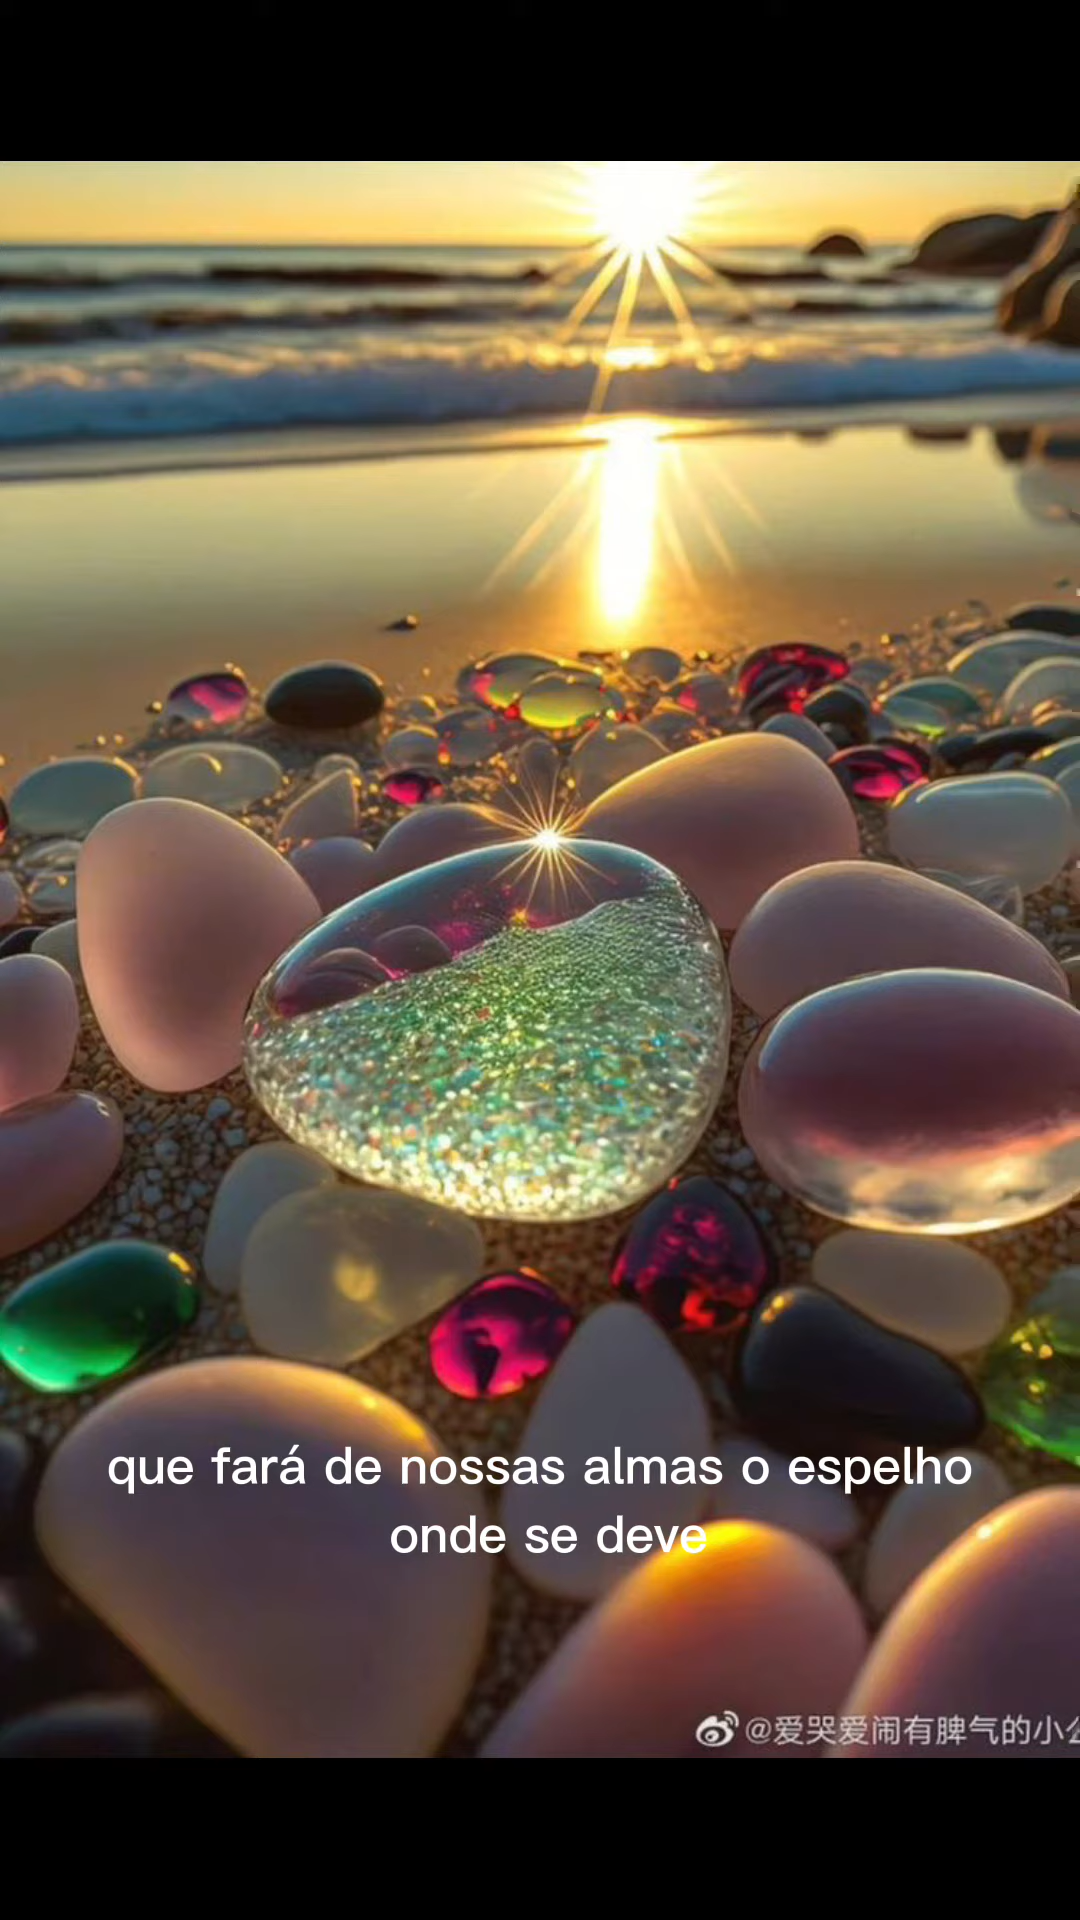 que fará de nossas almas o espelho
onde se deve
@爱哭爱闹有脾气的小